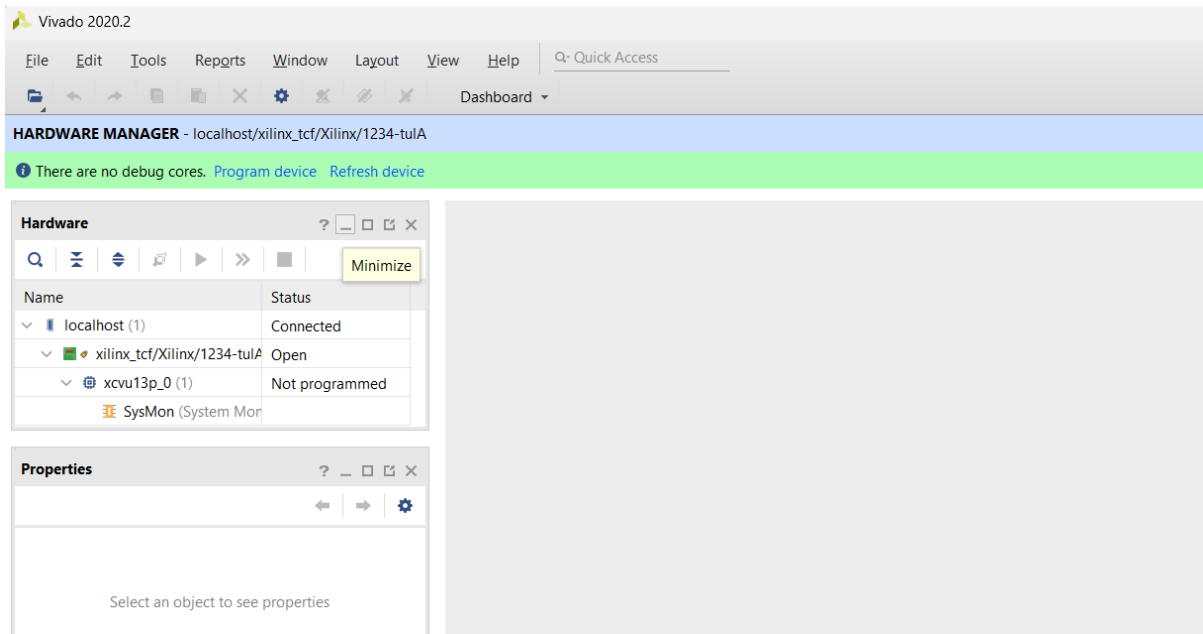 Vivado 2020.2
File Edit Tools Reports Window Layout View Help Quick Access
Dashboard
HARDWARE MANAGER - localhost/xilinx_tcf/Xilinx/1234-tulA
There are no debug cores. Program device Refresh device
Hardware
Minimize
Name Status
localhost (1) Connected
xilinx_tcf/Xilinx/1234-tulA Open
xcvu13p_0 (1) Not programmed
SysMon (System Mon
Properties
Select an object to see properties